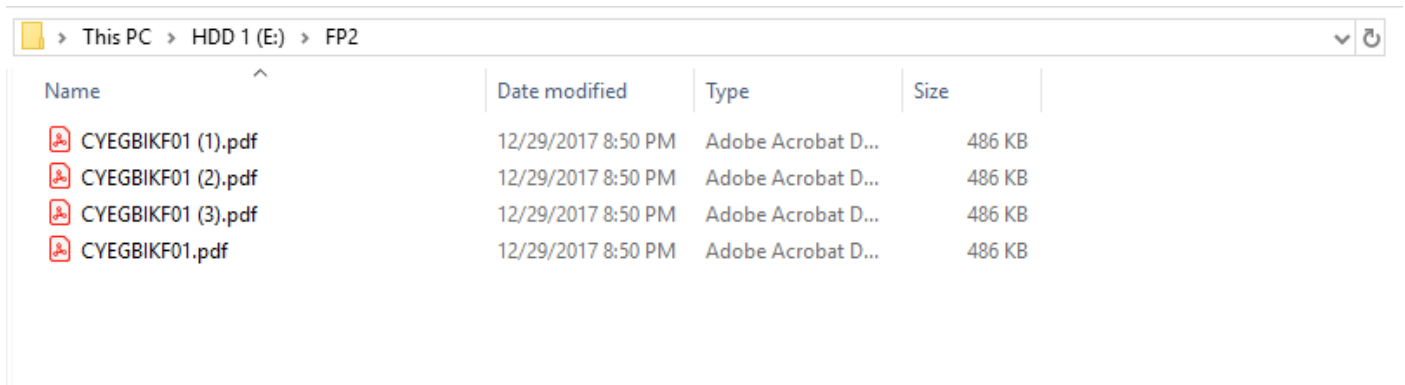 This PC > HDD 1 (E:) > FP2
Name Date modified Type Size
CYEGBIKF01 (1).pdf 12/29/2017 8:50 PM Adobe Acrobat D... 486 KB
CYEGBIKF01 (2).pdf 12/29/2017 8:50 PM Adobe Acrobat D... 486 KB
CYEGBIKF01 (3).pdf 12/29/2017 8:50 PM Adobe Acrobat D... 486 KB
CYEGBIKF01.pdf 12/29/2017 8:50 PM Adobe Acrobat D... 486 KB